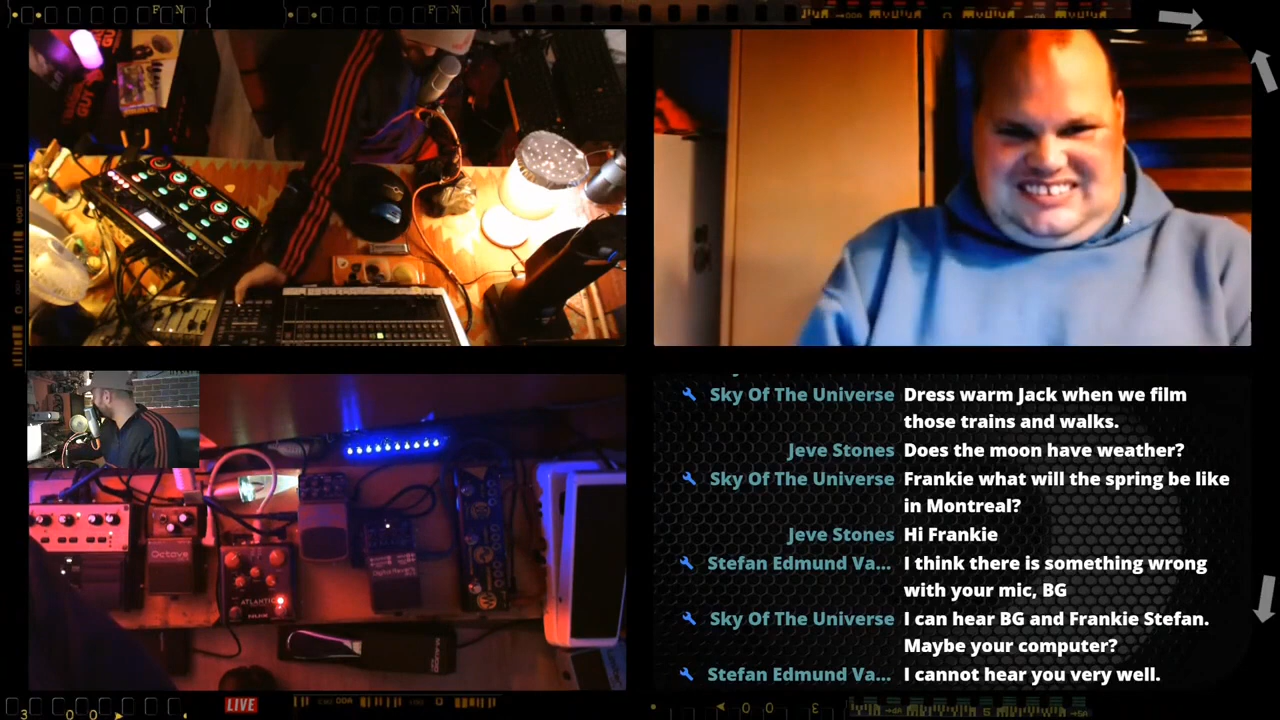 Sky Of The Universe Dress warm Jack when we film
those trains and walks.
Jeve Stones Does the moon have weather?
Sky Of The Universe Frankie what will the spring be like
in Montreal?
Jeve Stones Hi Frankie
Stefan Edmund Va... I think there is something wrong
with your mic, BG
Sky Of The Universe I can hear BG and Frankie Stefan.
Maybe your computer?
Stefan Edmund Va... I cannot hear you very well.
Octave
ATLANTIC
LIVE